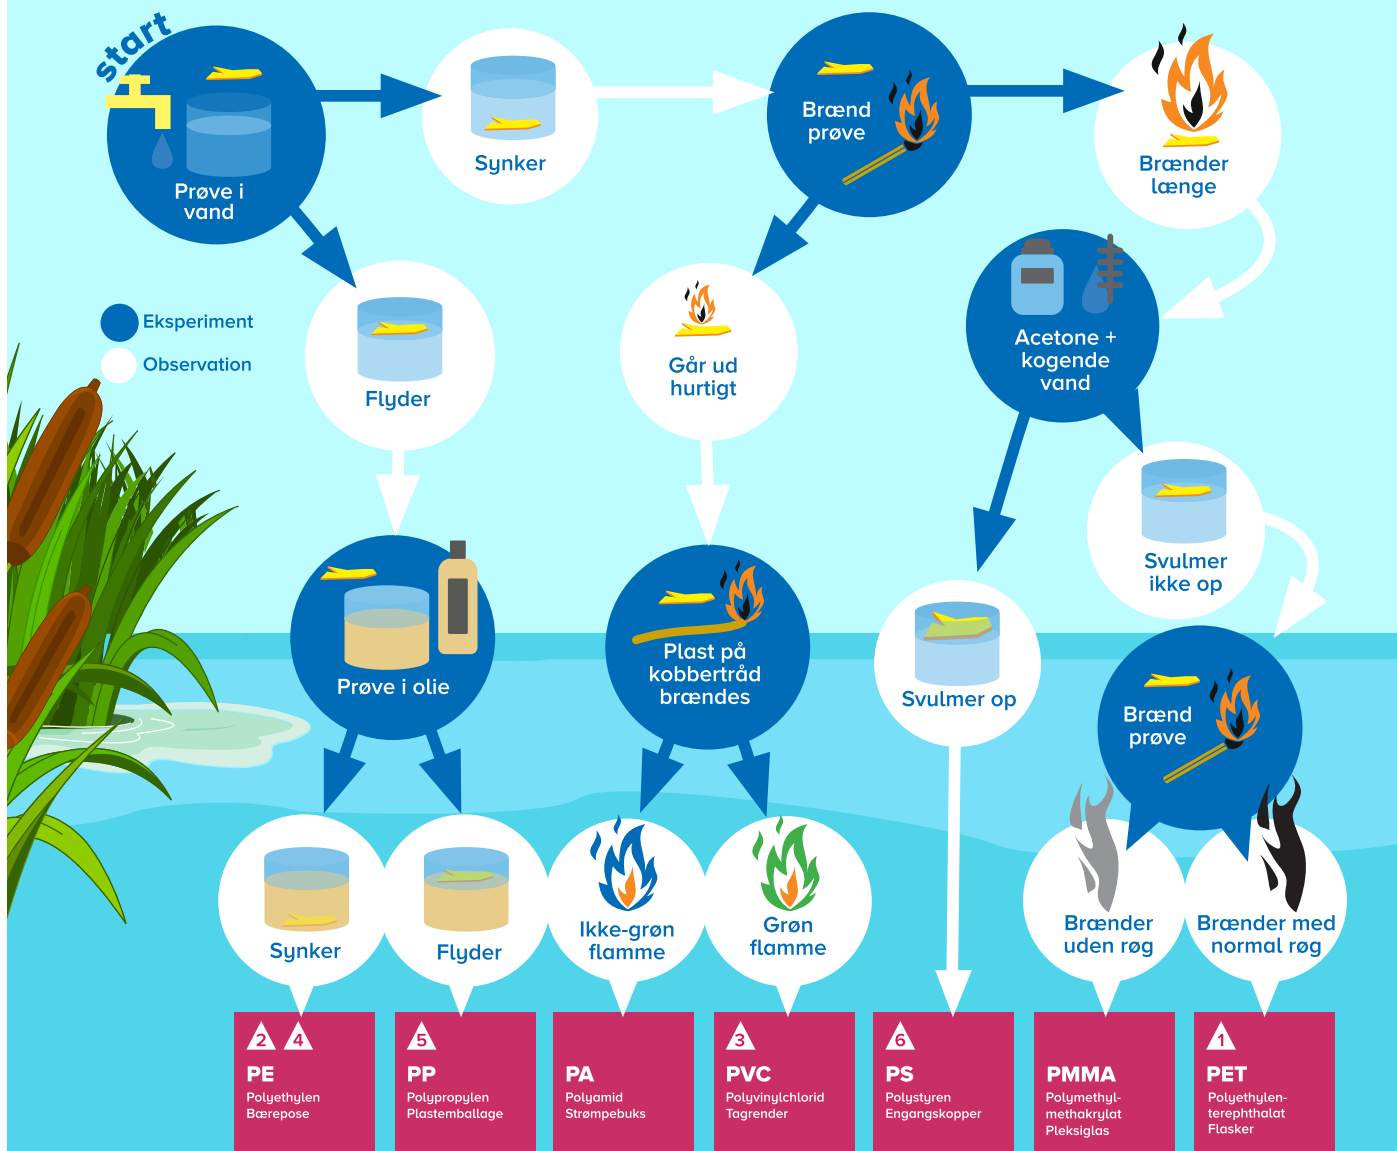 start
Prøve i
vand
Synker
Brænd
prøve
Brænder
længe
Eksperiment
Observation
Flyder
Går ud
hurtigt
Acetone +
kogende
vand
Svulmer
ikke op
Prøve i olie
Plast på
kobbertråd
brændes
Svulmer op
Brænd
prøve
Synker
Flyder
Ikke-grøn
flamme
Grøn
flamme
Brænder
uden røg
Brænder med
normal røg
2 4
PE
Polyethylen
Bærepose
5
PP
Polypropylen
Plastemballage
PA
Polyamid
Strømpebuks
3
PVC
Polyvinylchlorid
Tagrender
6
PS
Polystyren
Engangskopper
PMMA
Polymethyl-
methakrylat
Pleksiglas
1
PET
Polyethylen-
terephthalat
Flasker